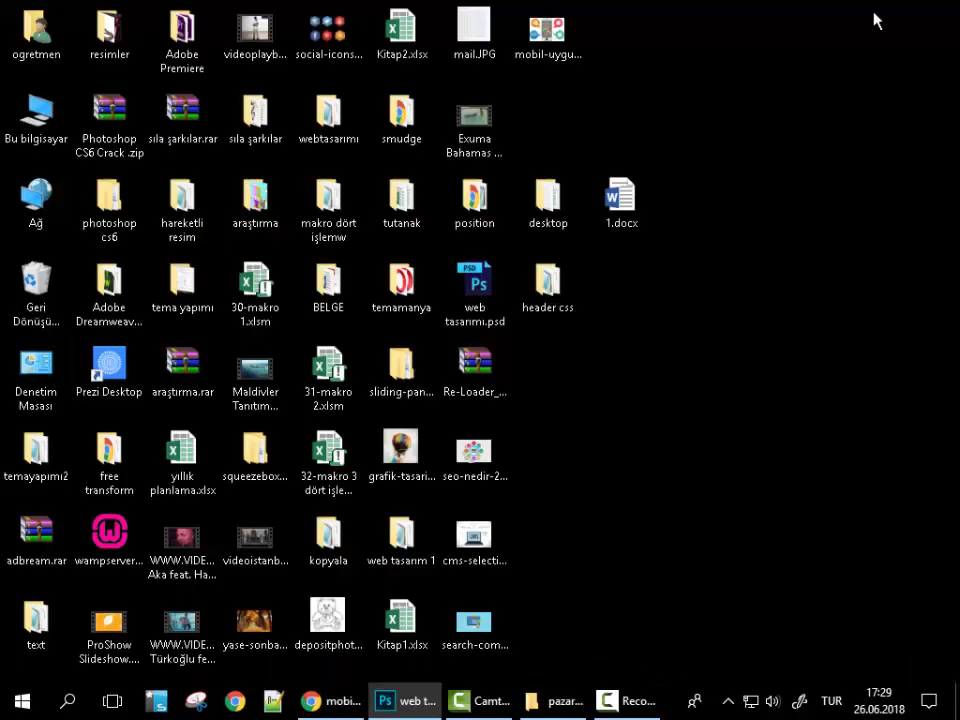 ogretmen
resimler
Adobe
Premiere
videoplayb...
social-icons...
Kitap2.xlsx
mail.JPG
mobil-uygu...
Bu bilgisayar
Photoshop
CS6 Crack .zip
sıla şarkılar.rar
sıla şarkılar
webtasarımı
smudge
Exuma
Bahamas ...
Ağ
photoshop
cs6
hareketli
resim
araştırma
makro dört
işlemw
tutanak
position
desktop
1.docx
Geri
Dönüşü...
Adobe
Dreamweav...
tema yapımı
30-makro
1.xlsm
BELGE
temamanya
PSD
Ps
web
tasarımı.psd
header css
Denetim
Masası
Prezi Desktop
araştırma.rar
Maldivler
Tanıtım...
31-makro
2.xlsm
sliding-pan...
Re-Loader_...
temayapımı2
free
transform
yıllık
planlama.xlsx
squeezebox...
32-makro 3
dört işle...
grafik-tasari...
seo-nedir-2...
adbream.rar
wampserver...
WWW.VIDE...
Aka feat. Ha...
videoistanb...
kopyala
web tasarım 1
cms-selecti...
text
ProShow
Slideshow....
WWW.VIDE...
Türkoğlu fe...
yase-sonba...
depositphot...
Kitap1.xlsx
search-com...
mobi...
Ps
web t...
Camt...
pazar...
Reco...
TUR
17:29
26.06.2018